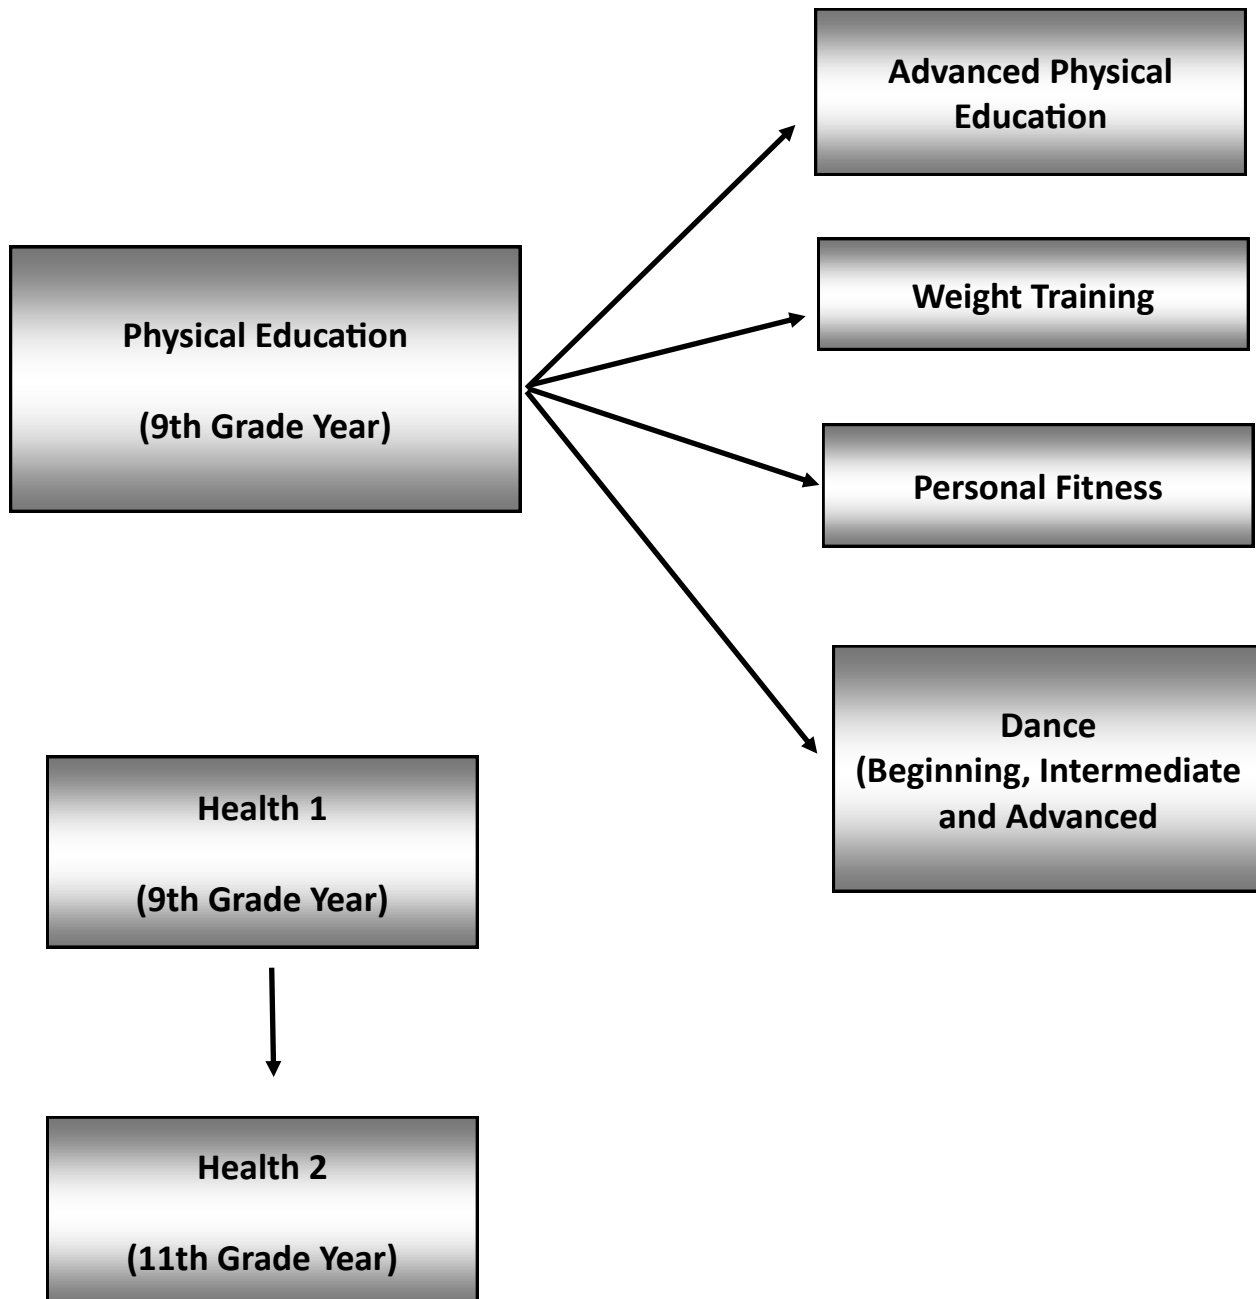 Advanced Physical
Education
Weight Training
Physical Education
(9th Grade Year)
Personal Fitness
Dance
(Beginning, Intermediate
and Advanced
Health 1
(9th Grade Year)
Health 2
(11th Grade Year)